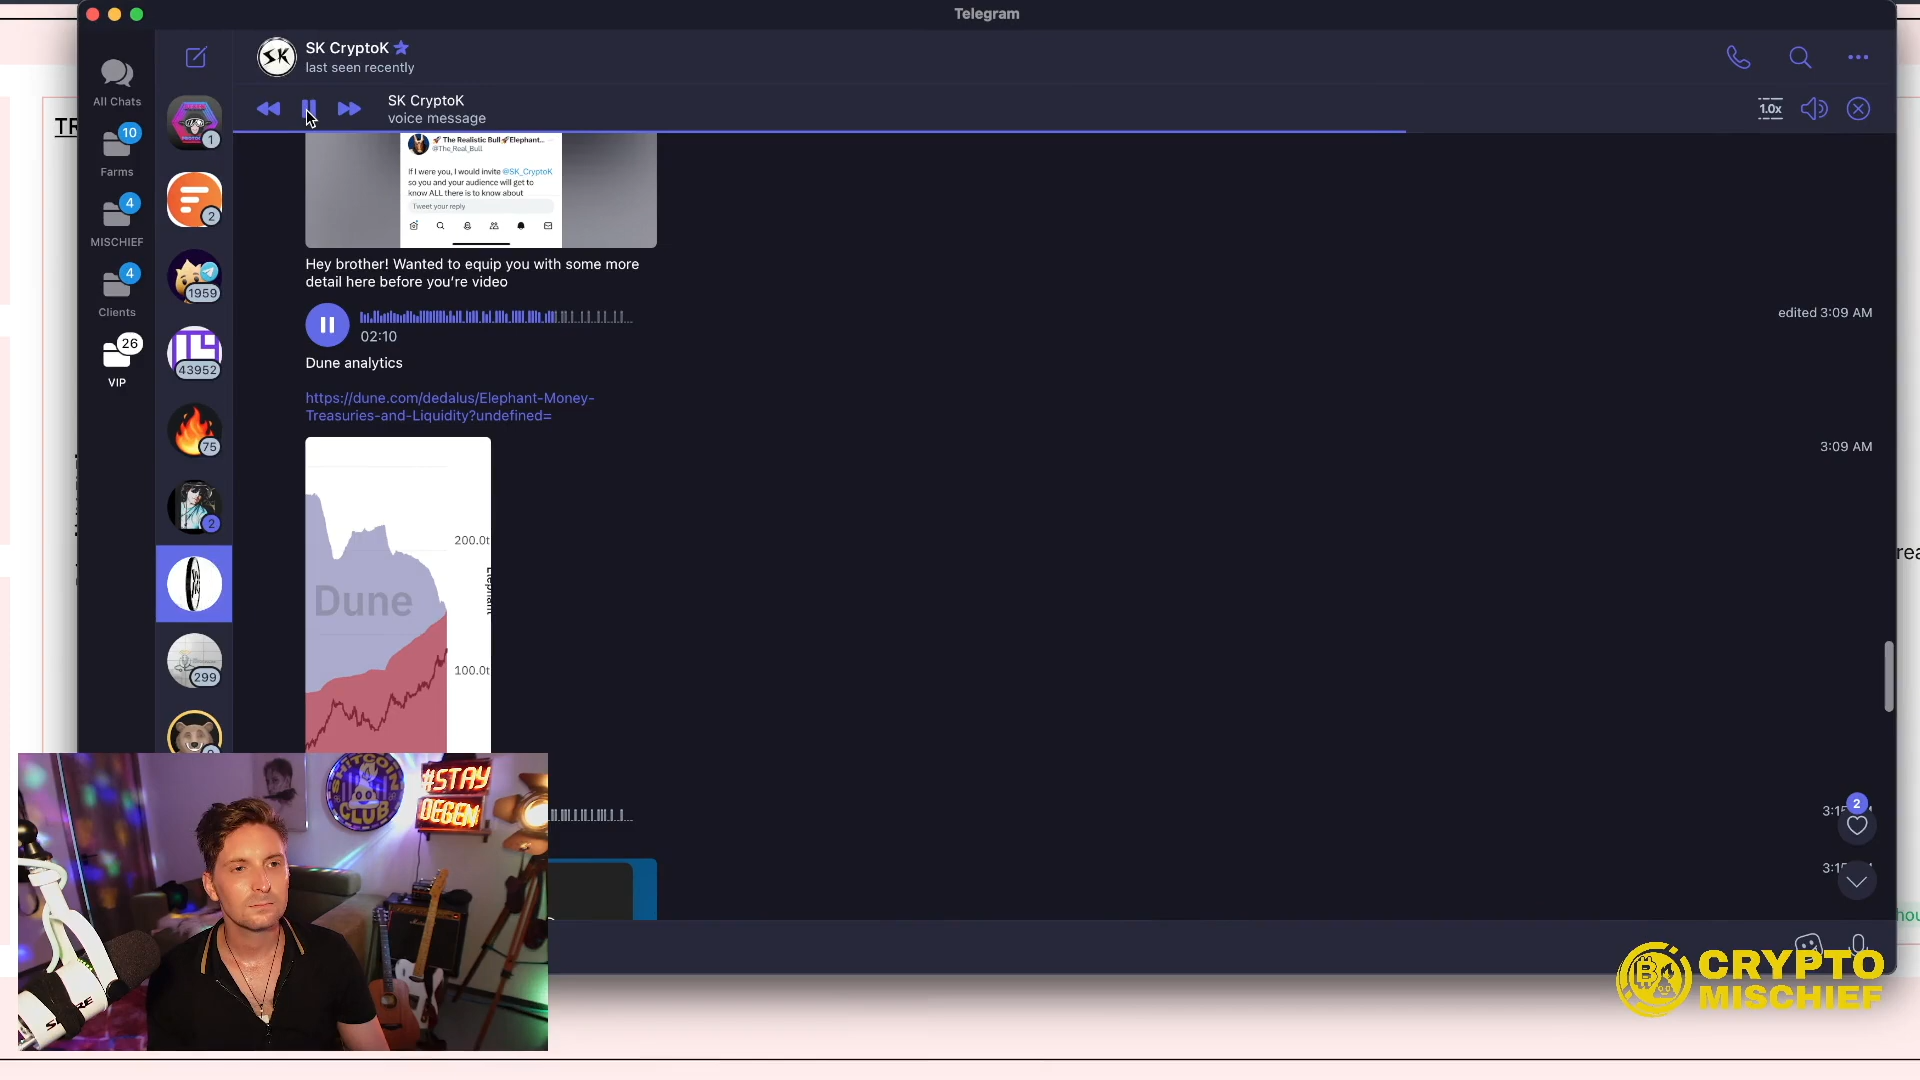 Telegram
SK CryptoK
last seen recently
All Chats
10
Farms
4
MISCHIEF
4
Clients
26
VIP
1
2
1959
43952
75
2
299
SK CryptoK
voice message
1.0x
The Realistic Bull Elephant...
@The_Real_Bull
If I were you, I would invite @SK_CryptoK
so you and your audience will get to
know ALL there is to know about
Tweet your reply
Hey brother! Wanted to equip you with some more
detail here before you're video
edited 3:09 AM
02:10
Dune analytics
https://dune.com/dedalus/Elephant-Money-
Treasuries-and-Liquidity?undefined=
3:09 AM
200.0t
Dune
Elephant
100.0t
2
#STAY
DEGEN
SHITCOIN
CLUB
SHURE
CRYPTO
MISCHIEF